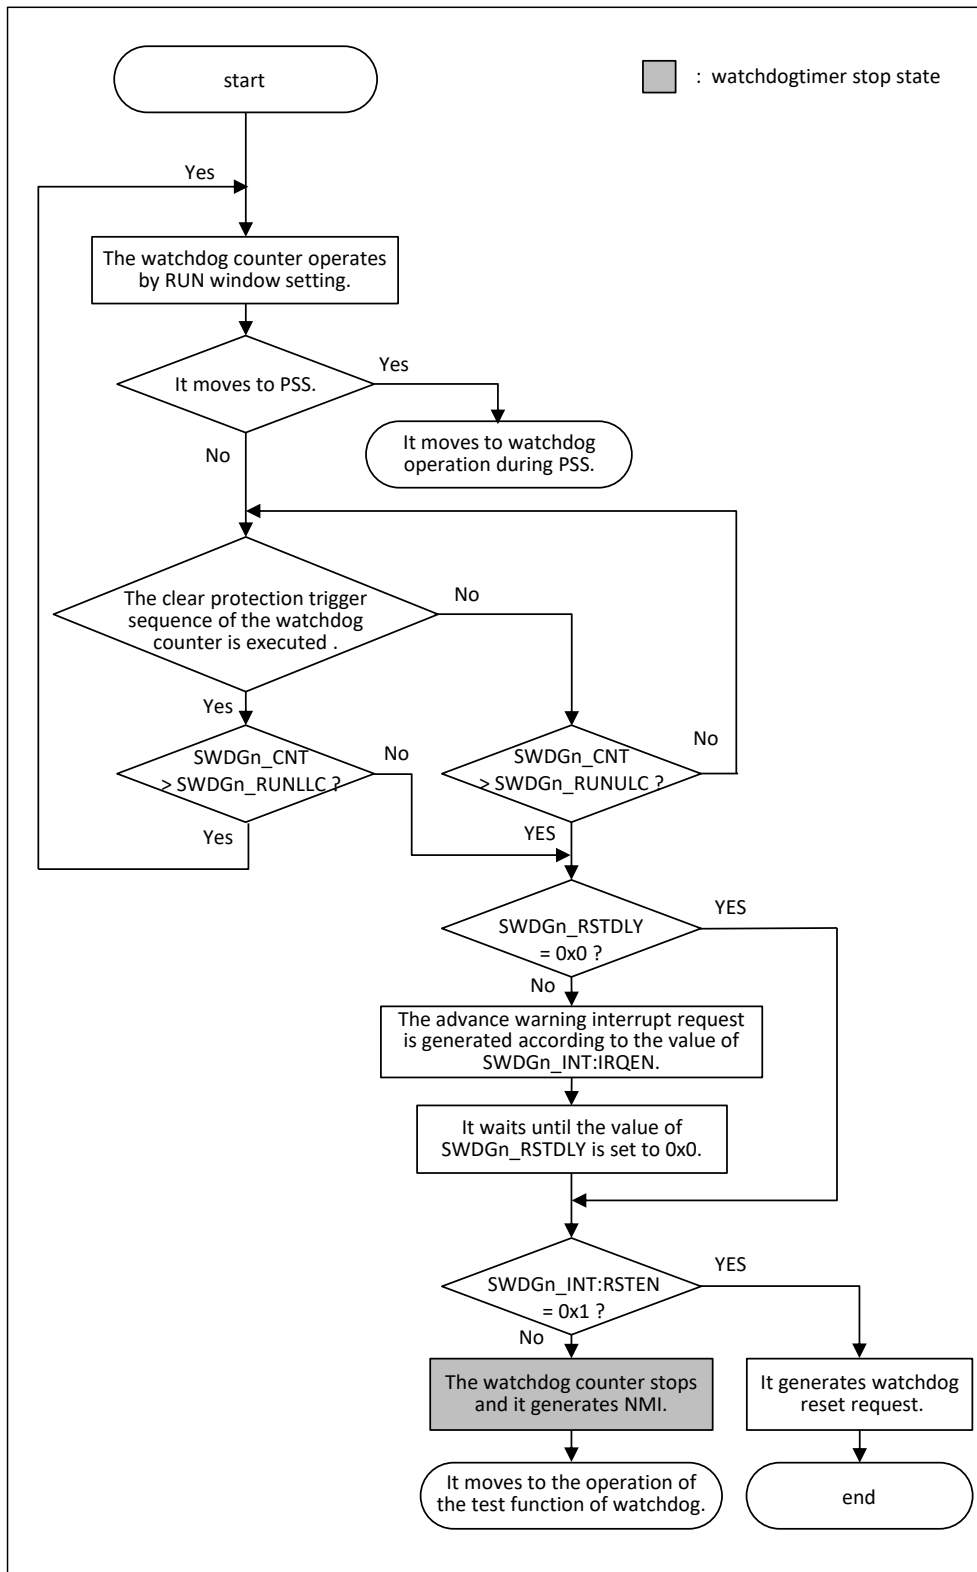 start
: watchdogtimer stop state
Yes
The watchdog counter operates
by RUN window setting.
It moves to PSS.
Yes
It moves to watchdog
operation during PSS.
No
The clear protection trigger
sequence of the watchdog
counter is executed .
No
Yes
SWDGn_CNT
> SWDGn_RUNLLC ?
No
SWDGn_CNT
> SWDGn_RUNULC ?
No
Yes
YES
SWDGn_RSTDLY
= 0x0 ?
YES
No
The advance warning interrupt request
is generated according to the value of
SWDGn_INT:IRQEN.
It waits until the value of
SWDGn_RSTDLY is set to 0x0.
SWDGn_INT:RSTEN
= 0x1 ?
YES
No
The watchdog counter stops
and it generates NMI.
It generates watchdog
reset request.
It moves to the operation of
the test function of watchdog.
end